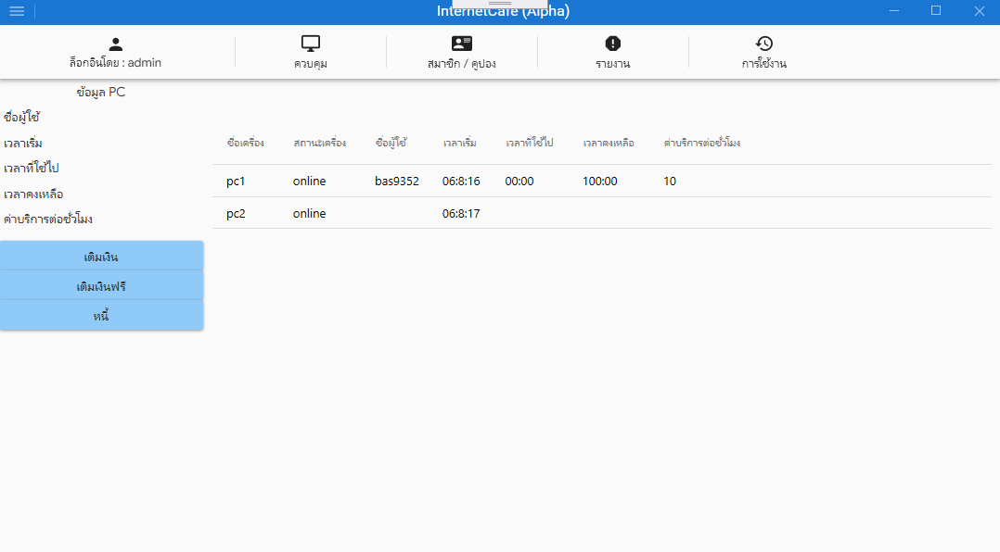 InternetCafe (Alpha)
ล็อกอินโดย : admin
ควบคุม
สมาชิก / คูปอง
รายงาน
การใช้งาน
ข้อมูล PC
ชื่อผู้ใช้
เวลาเริ่ม
เวลาที่ใช้ไป
เวลาคงเหลือ
ค่าบริการต่อชั่วโมง
เติมเงิน
เติมเงินฟรี
หนี้
ชื่อเครื่อง สถานะเครื่อง ชื่อผู้ใช้ เวลาเริ่ม เวลาที่ใช้ไป เวลาคงเหลือ ค่าบริการต่อชั่วโมง
pc1 online bas9352 06:8:16 00:00 100:00 10
pc2 online 06:8:17